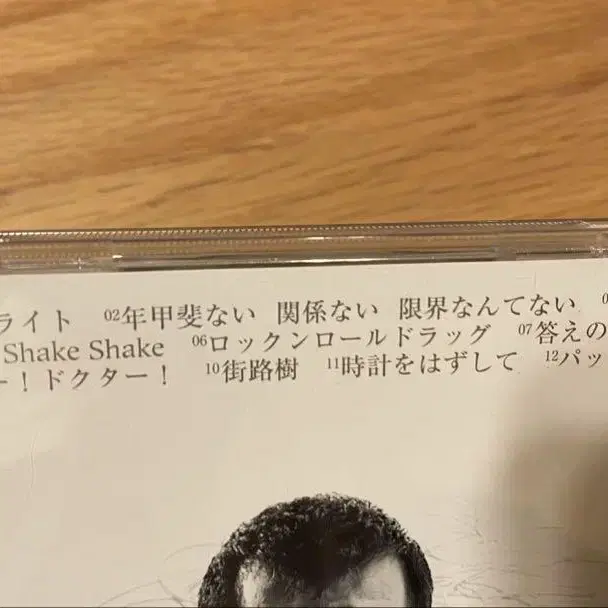 ライト 02年甲斐ない 関係ない 限界なんてない
Shake Shake 06ロックンロールドラッグ 07答えの
ー！ドクター！ 10街路樹 11時計をはずして 12パッ